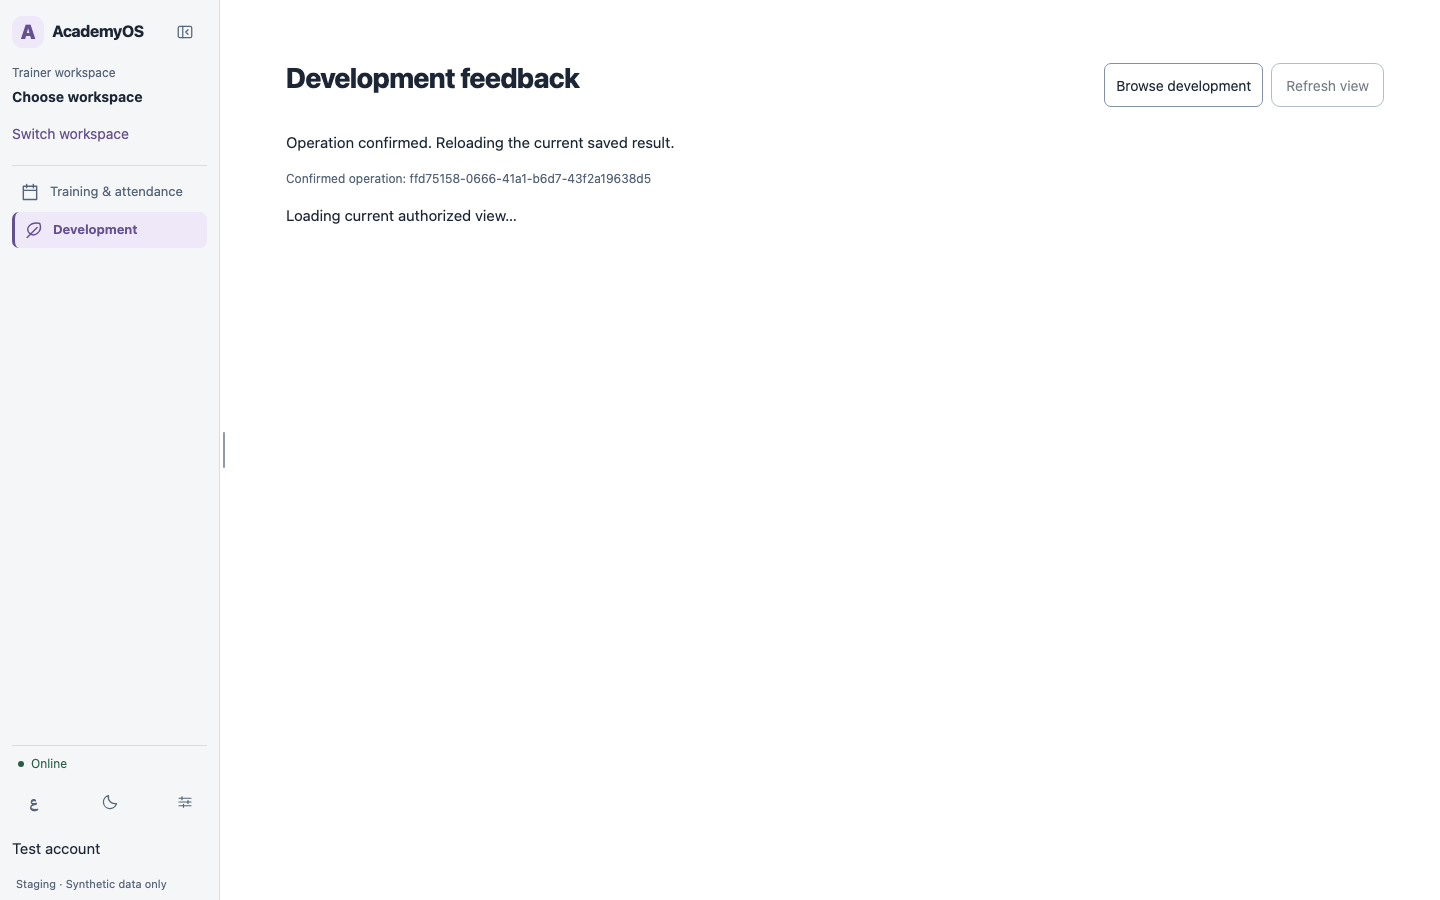 A AcademyOS
Trainer workspace
Choose workspace
Switch workspace
Training & attendance
Development
Online
ع
Test account
Staging · Synthetic data only
Development feedback
Browse development
Refresh view
Operation confirmed. Reloading the current saved result.
Confirmed operation: ffd75158-0666-41a1-b6d7-43f2a19638d5
Loading current authorized view...